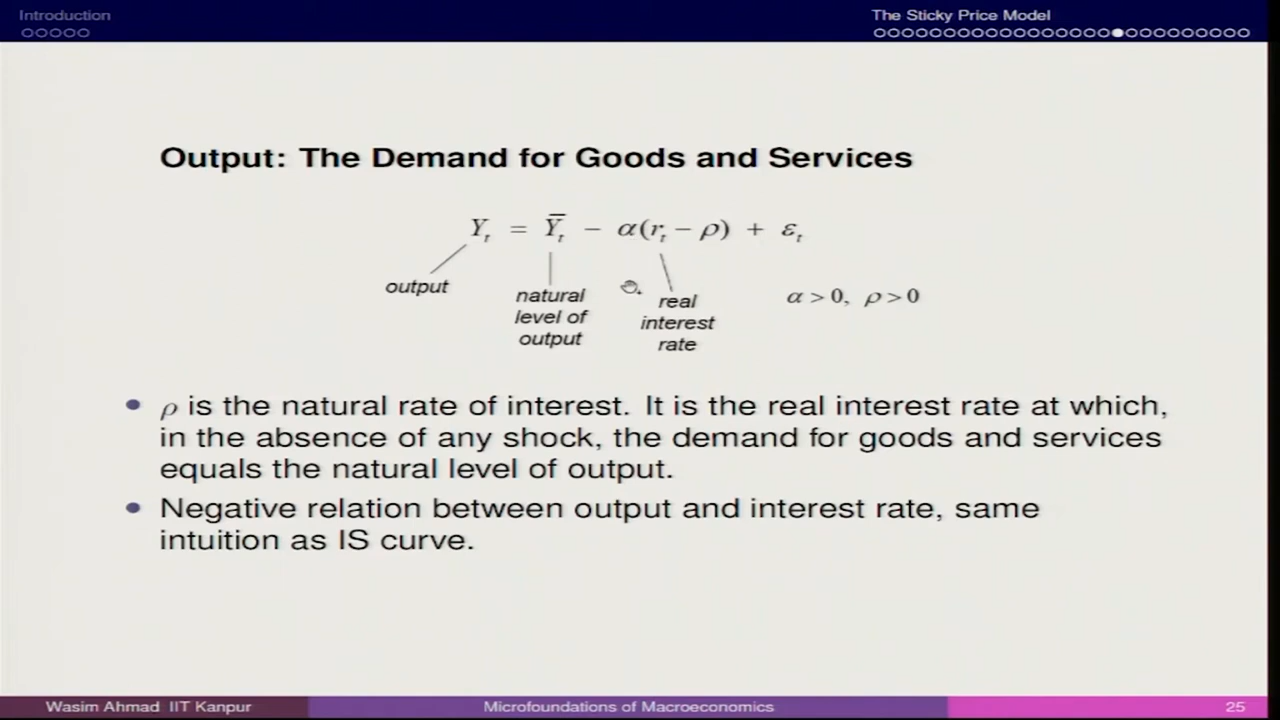 Introduction
The Sticky Price Model
Output: The Demand for Goods and Services
Y_t = Ȳ_t − α(r_t − ρ) + ε_t
output
natural level of output
real interest rate
α > 0, ρ > 0
ρ is the natural rate of interest. It is the real interest rate at which,
in the absence of any shock, the demand for goods and services
equals the natural level of output.
Negative relation between output and interest rate, same
intuition as IS curve.
Wasim Ahmad IIT Kanpur
Microfoundations of Macroeconomics
25